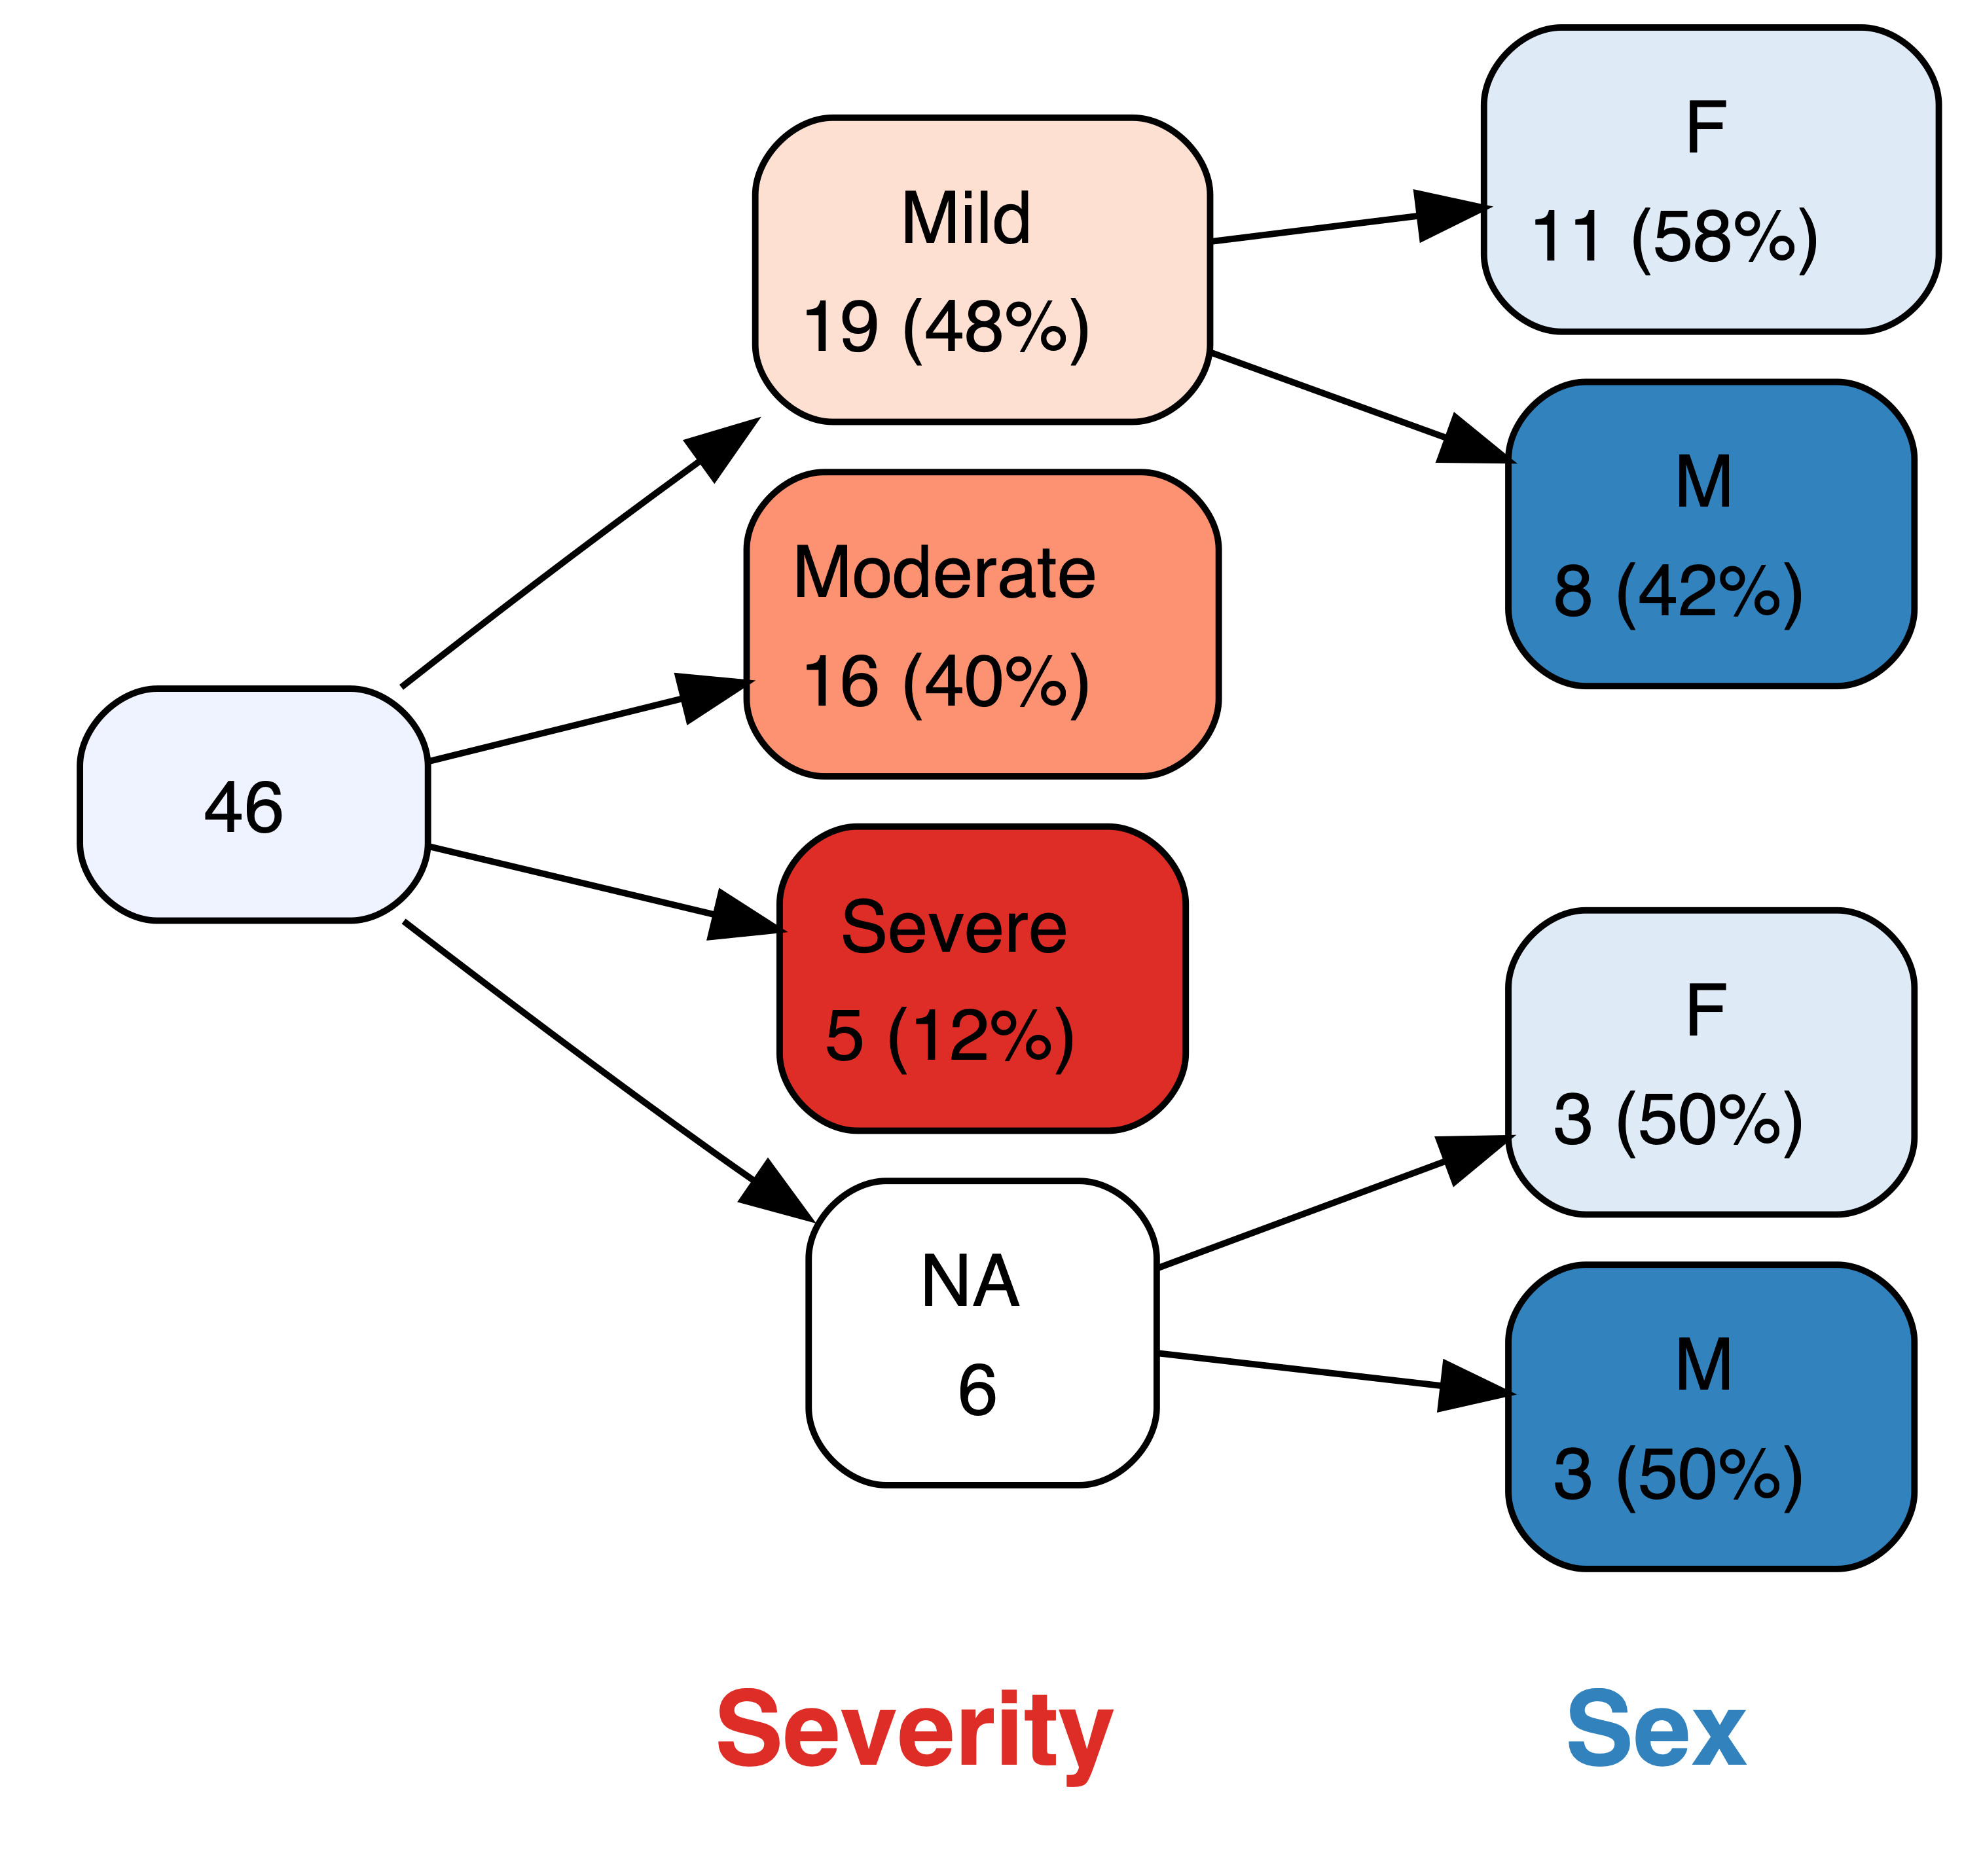 46
Mild
19 (48%)
Moderate
16 (40%)
Severe
5 (12%)
NA
6
F
11 (58%)
M
8 (42%)
F
3 (50%)
M
3 (50%)
Severity
Sex